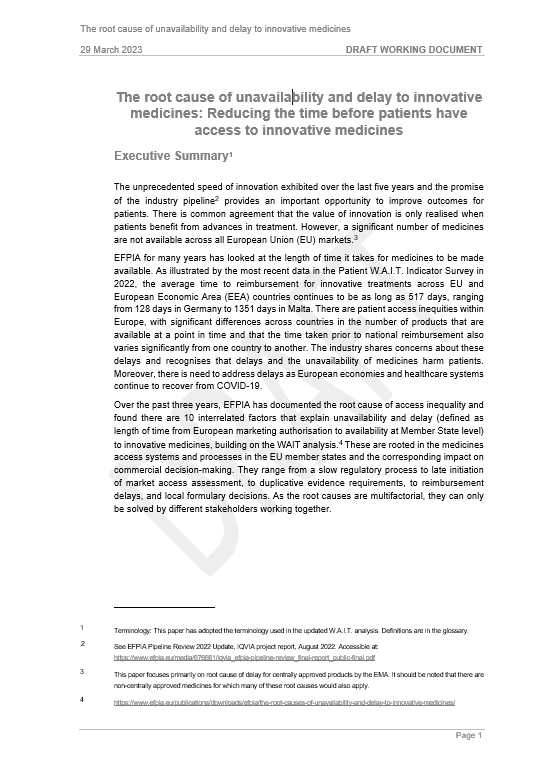 The root cause of unavailability and delay to innovative medicines
29 March 2023 DRAFT WORKING DOCUMENT
The root cause of unavailability and delay to innovative
medicines: Reducing the time before patients have
access to innovative medicines
Executive Summary¹
The unprecedented speed of innovation exhibited over the last five years and the promise
of the industry pipeline² provides an important opportunity to improve outcomes for
patients. There is common agreement that the value of innovation is only realised when
patients benefit from advances in treatment. However, a significant number of medicines
are not available across all European Union (EU) markets.³
EFPIA for many years has looked at the length of time it takes for medicines to be made
available. As illustrated by the most recent data in the Patient W.A.I.T. Indicator Survey in
2022, the average time to reimbursement for innovative treatments across EU and
European Economic Area (EEA) countries continues to be as long as 517 days, ranging
from 128 days in Germany to 1351 days in Malta. There are patient access inequities within
Europe, with significant differences across countries in the number of products that are
available at a point in time and that the time taken prior to national reimbursement also
varies significantly from one country to another. The industry shares concerns about these
delays and recognises that delays and the unavailability of medicines harm patients.
Moreover, there is need to address delays as European economies and healthcare systems
continue to recover from COVID-19.
Over the past three years, EFPIA has documented the root cause of access inequality and
found there are 10 interrelated factors that explain unavailability and delay (defined as
length of time from European marketing authorisation to availability at Member State level)
to innovative medicines, building on the WAIT analysis.⁴ These are rooted in the medicines
access systems and processes in the EU member states and the corresponding impact on
commercial decision-making. They range from a slow regulatory process to late initiation
of market access assessment, to duplicative evidence requirements, to reimbursement
delays, and local formulary decisions. As the root causes are multifactorial, they can only
be solved by different stakeholders working together.
DRAFT
1 Terminology: This paper has adopted the terminology used in the updated W.A.I.T. analysis. Definitions are in the glossary.
2 See EFPIA Pipeline Review 2022 Update, IQVIA project report, August 2022. Accessible at:
https://www.efpia.eu/media/676661/iqvia_efpia-pipeline-review_final-report_public-final.pdf
3 This paper focuses primarily on root cause of delay for centrally approved products by the EMA. It should be noted that there are
non-centrally approved medicines for which many of these root causes would also apply.
4 https://www.efpia.eu/publications/downloads/efpia/the-root-causes-of-unavailability-and-delay-to-innovative-medicines/
Page 1